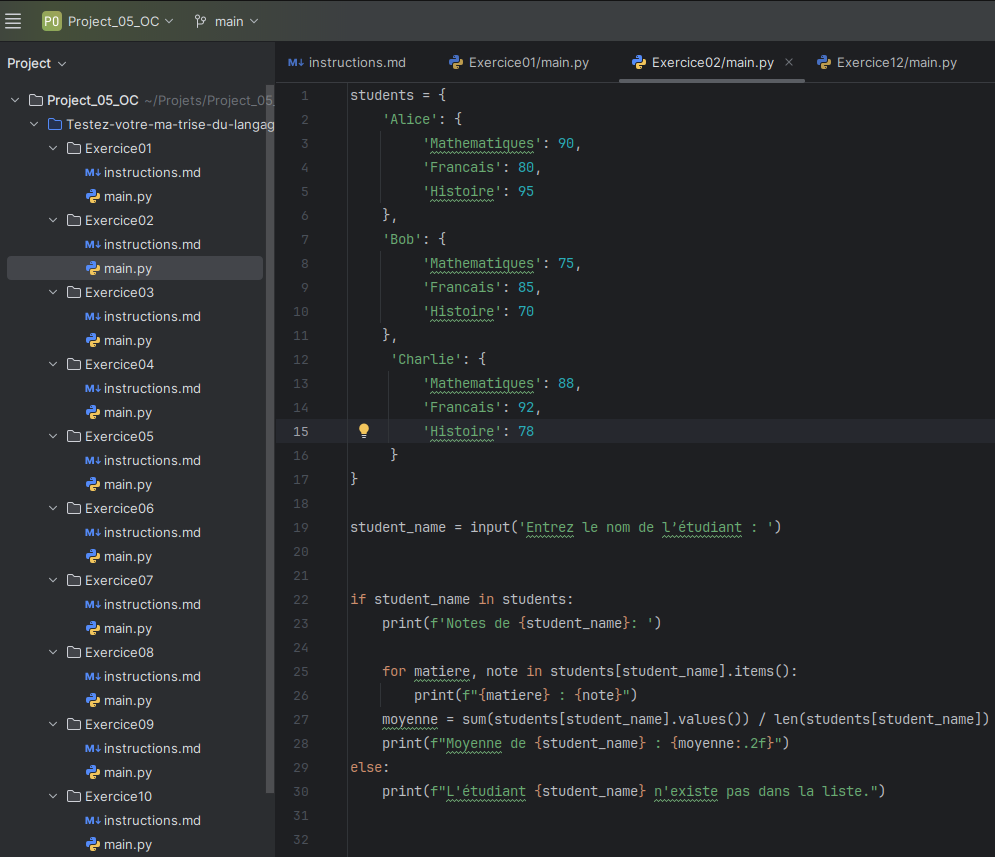 PO Project_05_OC main
Project
Project_05_OC ~/Projets/Project_05_
Testez-votre-ma-trise-du-langag
Exercice01
M↓ instructions.md
main.py
Exercice02
M↓ instructions.md
main.py
Exercice03
M↓ instructions.md
main.py
Exercice04
M↓ instructions.md
main.py
Exercice05
M↓ instructions.md
main.py
Exercice06
M↓ instructions.md
main.py
Exercice07
M↓ instructions.md
main.py
Exercice08
M↓ instructions.md
main.py
Exercice09
M↓ instructions.md
main.py
Exercice10
M↓ instructions.md
main.py
M↓ instructions.md Exercice01/main.py Exercice02/main.py Exercice12/main.py
1 students = {
2 'Alice': {
3 'Mathematiques': 90,
4 'Francais': 80,
5 'Histoire': 95
6 },
7 'Bob': {
8 'Mathematiques': 75,
9 'Francais': 85,
10 'Histoire': 70
11 },
12 'Charlie': {
13 'Mathematiques': 88,
14 'Francais': 92,
15 'Histoire': 78
16 }
17 }
18
19 student_name = input('Entrez le nom de l'étudiant : ')
20
21
22 if student_name in students:
23 print(f'Notes de {student_name}: ')
24
25 for matiere, note in students[student_name].items():
26 print(f"{matiere} : {note}")
27 moyenne = sum(students[student_name].values()) / len(students[student_name])
28 print(f"Moyenne de {student_name} : {moyenne:.2f}")
29 else:
30 print(f"L'étudiant {student_name} n'existe pas dans la liste.")
31
32